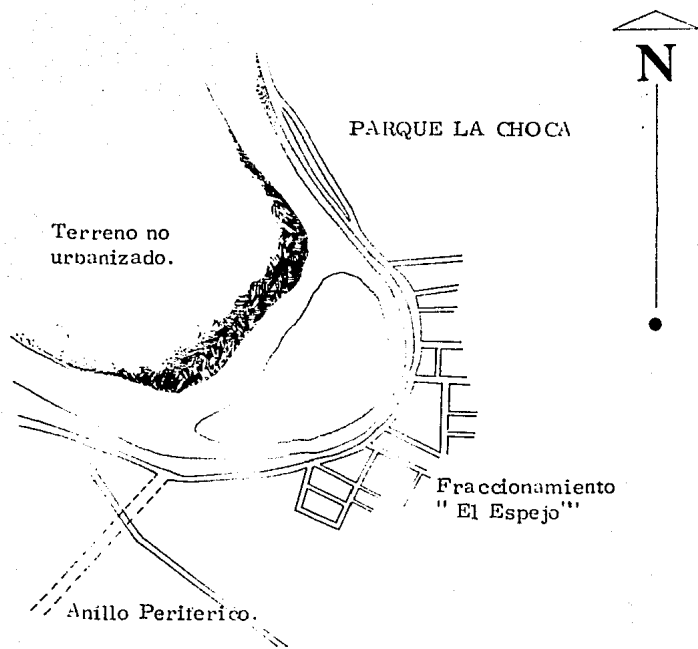 N
PARQUE LA CHOCA
Terreno no
urbanizado.
Fraccionamiento
" El Espejo"
Anillo Periferico.